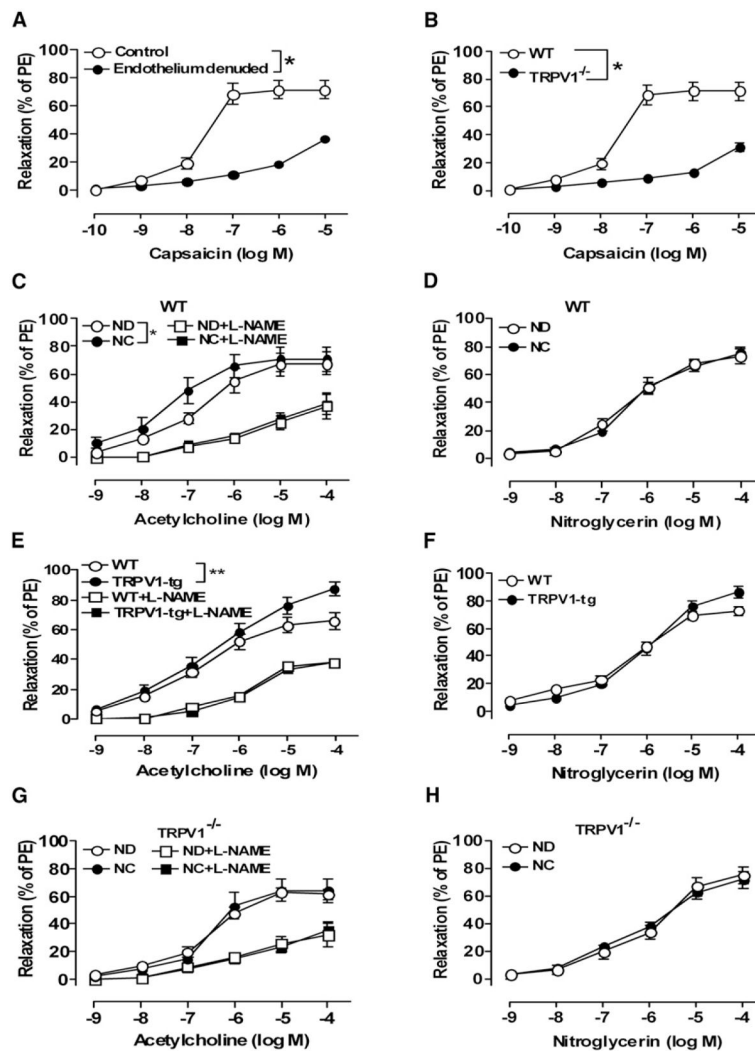 A
Control
Endothelium denuded
*
Relaxation (% of PE)
100
80
60
40
20
0
-10 -9 -8 -7 -6 -5
Capsaicin (log M)
B
WT
TRPV1-/-
*
Relaxation (% of PE)
100
80
60
40
20
0
-10 -9 -8 -7 -6 -5
Capsaicin (log M)
C
WT
ND ND+L-NAME
NC NC+L-NAME
*
Relaxation (% of PE)
100
80
60
40
20
0
-9 -8 -7 -6 -5 -4
Acetylcholine (log M)
D
WT
ND
NC
Relaxation (% of PE)
100
80
60
40
20
0
-9 -8 -7 -6 -5 -4
Nitroglycerin (log M)
E
WT
TRPV1-tg
WT+L-NAME
TRPV1-tg+L-NAME
**
Relaxation (% of PE)
100
80
60
40
20
0
-9 -8 -7 -6 -5 -4
Acetylcholine (log M)
F
WT
TRPV1-tg
Relaxation (% of PE)
100
80
60
40
20
0
-9 -8 -7 -6 -5 -4
Nitroglycerin (log M)
G
TRPV1-/-
ND ND+L-NAME
NC NC+L-NAME
Relaxation (% of PE)
100
80
60
40
20
0
-9 -8 -7 -6 -5 -4
Acetylcholine (log M)
H
TRPV1-/-
ND
NC
Relaxation (% of PE)
100
80
60
40
20
0
-9 -8 -7 -6 -5 -4
Nitroglycerin (log M)